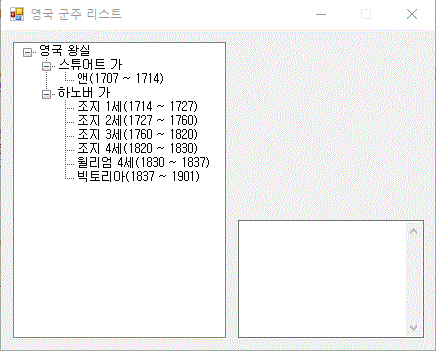 영국 군주 리스트
영국 왕실
스튜어트 가
앤(1707 ~ 1714)
하노버 가
조지 1세(1714 ~ 1727)
조지 2세(1727 ~ 1760)
조지 3세(1760 ~ 1820)
조지 4세(1820 ~ 1830)
윌리엄 4세(1830 ~ 1837)
빅토리아(1837 ~ 1901)